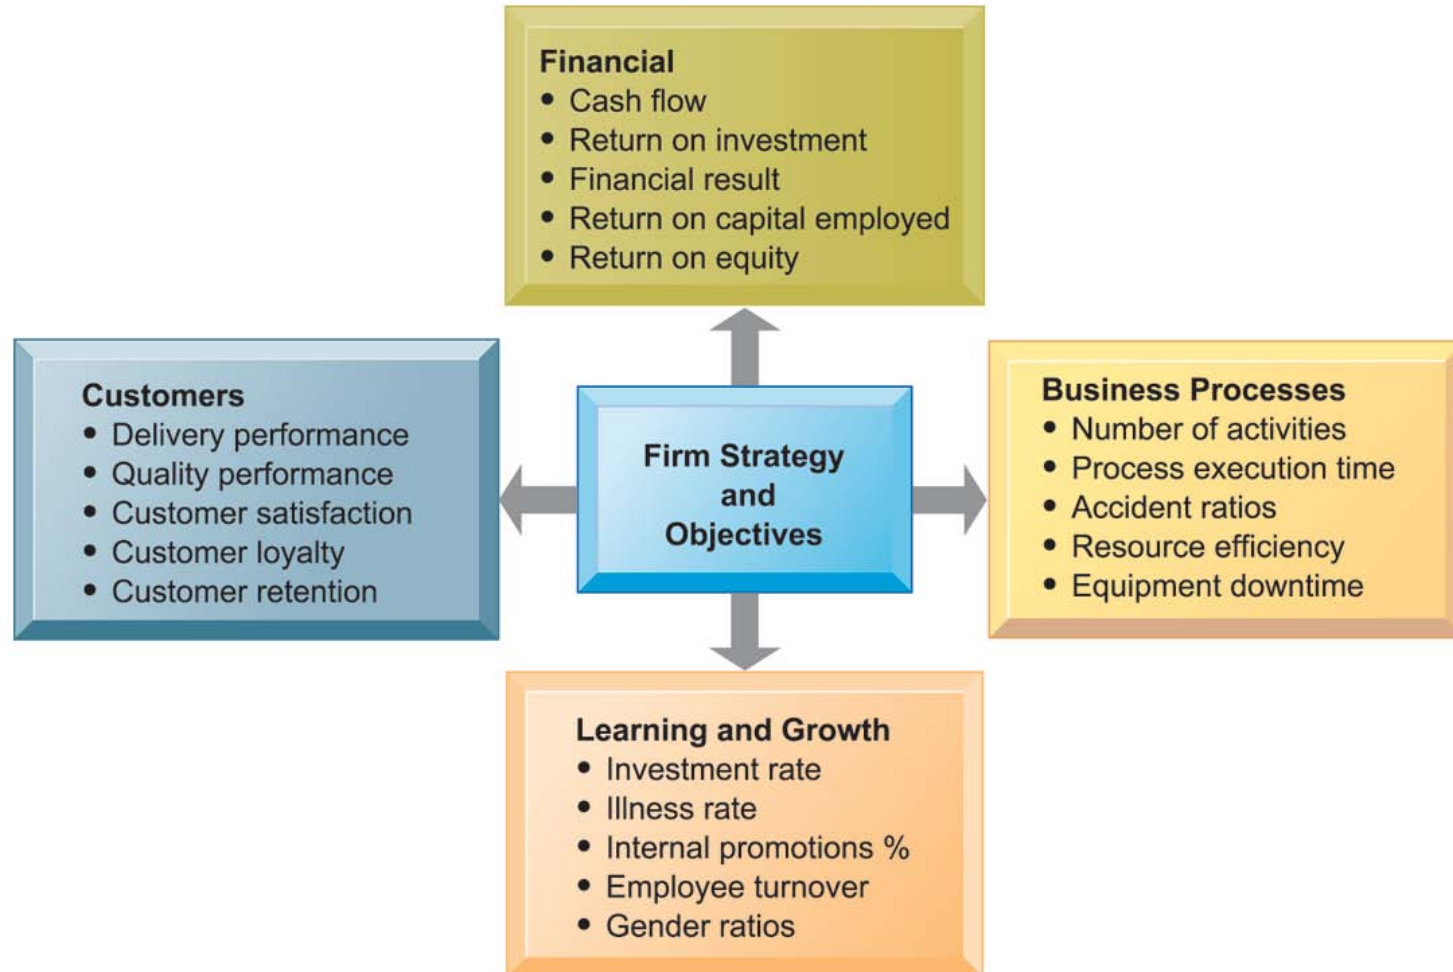 Financial
• Cash flow
• Return on investment
• Financial result
• Return on capital employed
• Return on equity
Customers
• Delivery performance
• Quality performance
• Customer satisfaction
• Customer loyalty
• Customer retention
Firm Strategy
and
Objectives
Business Processes
• Number of activities
• Process execution time
• Accident ratios
• Resource efficiency
• Equipment downtime
Learning and Growth
• Investment rate
• Illness rate
• Internal promotions %
• Employee turnover
• Gender ratios